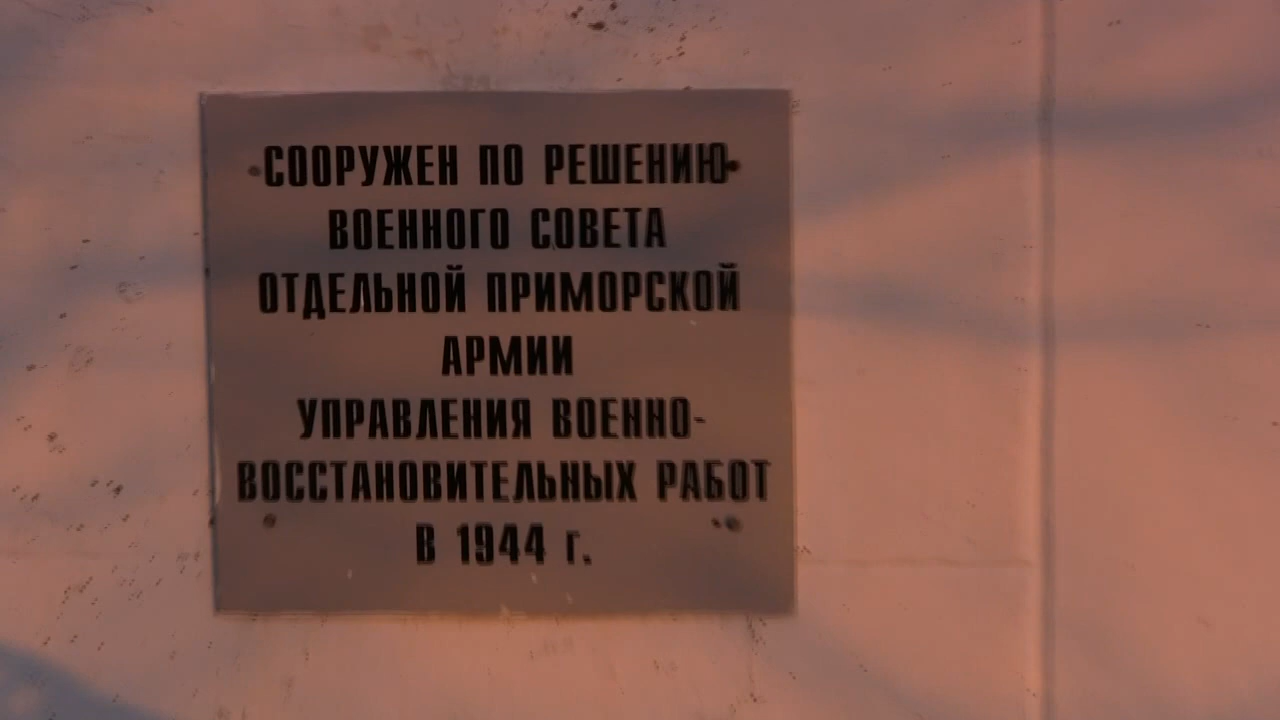 СООРУЖЕН ПО РЕШЕНИЮ
ВОЕННОГО СОВЕТА
ОТДЕЛЬНОЙ ПРИМОРСКОЙ
АРМИИ
УПРАВЛЕНИЯ ВОЕННО-
ВОССТАНОВИТЕЛЬНЫХ РАБОТ
В 1944 г.